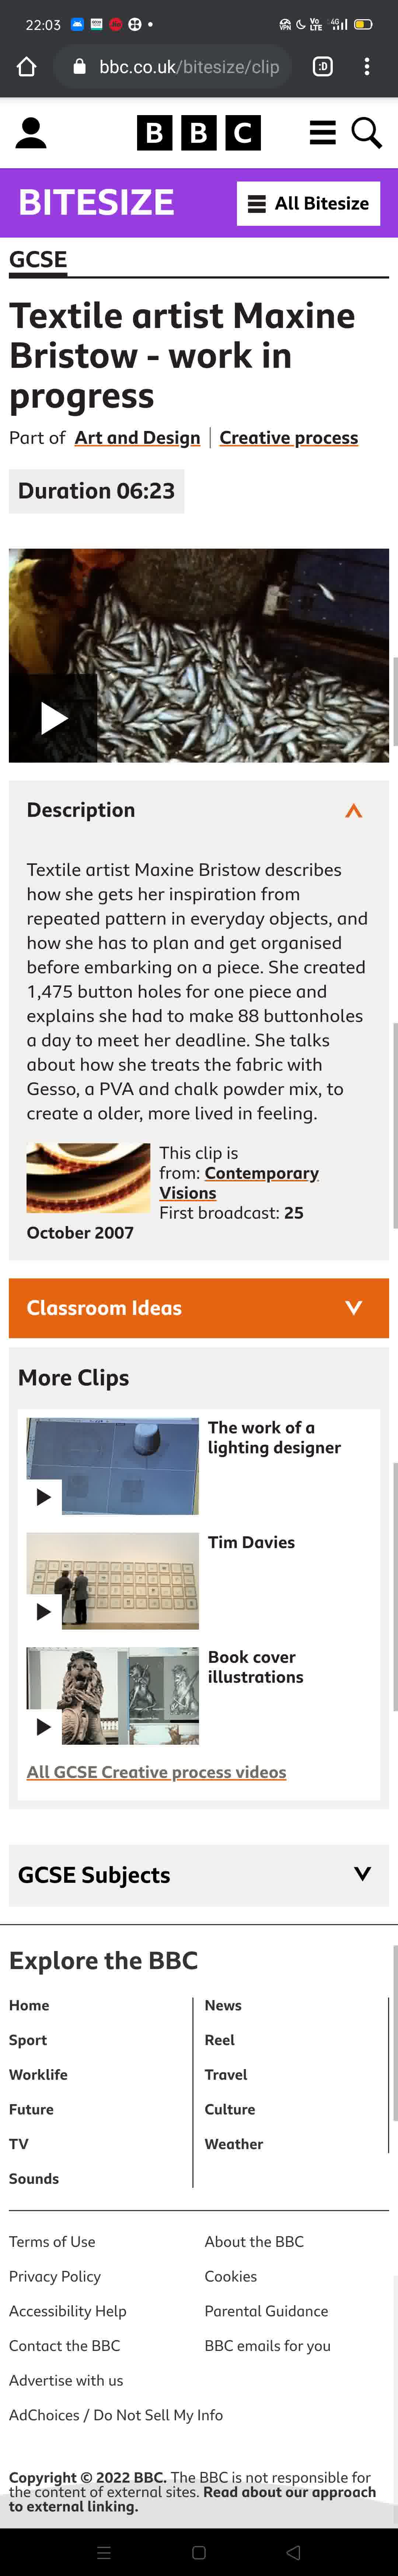 22:03
VPN Vo LTE 4G
bbc.co.uk/bitesize/clip :D
BBC
BITESIZE All Bitesize
GCSE
Textile artist Maxine
Bristow - work in
progress
Part of Art and Design | Creative process
Duration 06:23
Description
Textile artist Maxine Bristow describes
how she gets her inspiration from
repeated pattern in everyday objects, and
how she has to plan and get organised
before embarking on a piece. She created
1,475 button holes for one piece and
explains she had to make 88 buttonholes
a day to meet her deadline. She talks
about how she treats the fabric with
Gesso, a PVA and chalk powder mix, to
create a older, more lived in feeling.
This clip is
from: Contemporary
Visions
First broadcast: 25
October 2007
Classroom Ideas
More Clips
The work of a
lighting designer
Tim Davies
Book cover
illustrations
All GCSE Creative process videos
GCSE Subjects
Explore the BBC
Home News
Sport Reel
Worklife Travel
Future Culture
TV Weather
Sounds
Terms of Use About the BBC
Privacy Policy Cookies
Accessibility Help Parental Guidance
Contact the BBC BBC emails for you
Advertise with us
AdChoices / Do Not Sell My Info
Copyright © 2022 BBC. The BBC is not responsible for
the content of external sites. Read about our approach
to external linking.